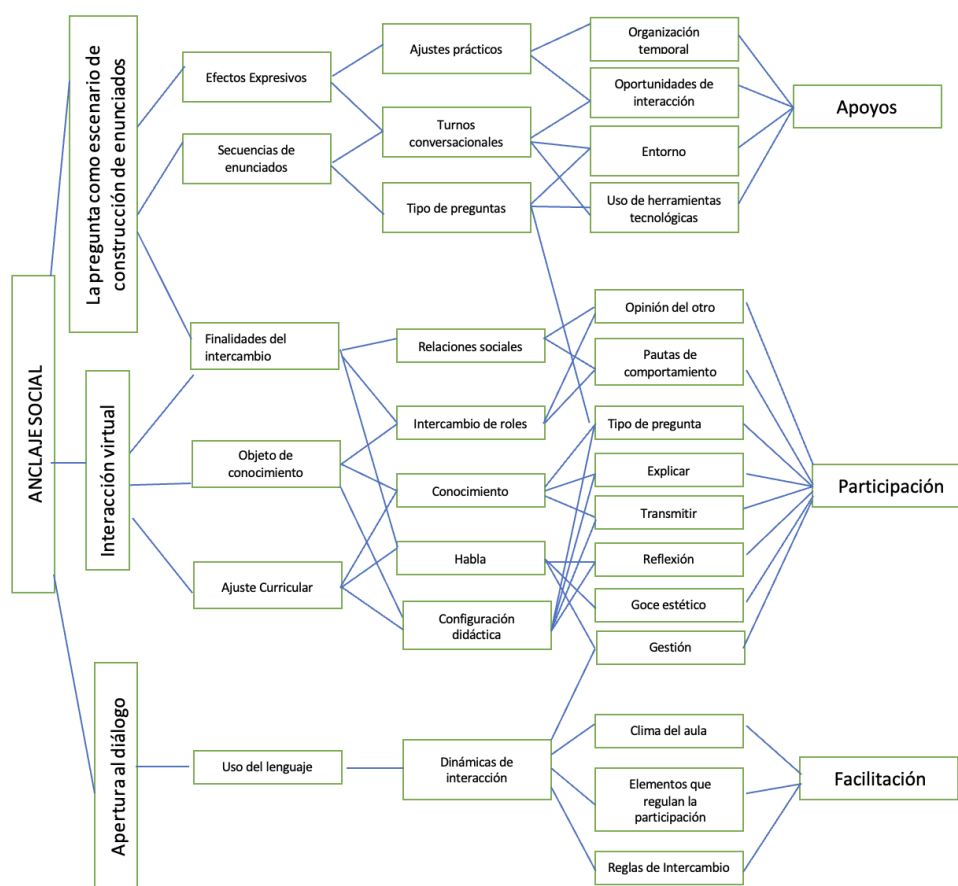 ANCLAJE SOCIAL
La pregunta como escenario de
construcción de enunciados
Interacción virtual
Apertura al diálogo
Efectos Expresivos
Secuencias de
enunciados
Finalidades del
intercambio
Objeto de
conocimiento
Ajuste Curricular
Uso del lenguaje
Ajustes prácticos
Turnos
conversacionales
Tipo de preguntas
Relaciones sociales
Intercambio de roles
Conocimiento
Habla
Configuración
didáctica
Dinámicas de
interacción
Organización
temporal
Oportunidades de
interacción
Entorno
Uso de herramientas
tecnológicas
Opinión del otro
Pautas de
comportamiento
Tipo de pregunta
Explicar
Transmitir
Reflexión
Goce estético
Gestión
Clima del aula
Elementos que
regulan la
participación
Reglas de Intercambio
Apoyos
Participación
Facilitación